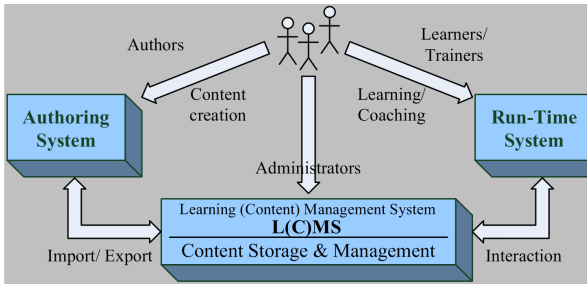 Authors
Learners/
Trainers
Content
creation
Learning/
Coaching
Authoring
System
Run-Time
System
Administrators
Learning (Content) Management System
L(C)MS
Content Storage & Management
Import/ Export
Interaction